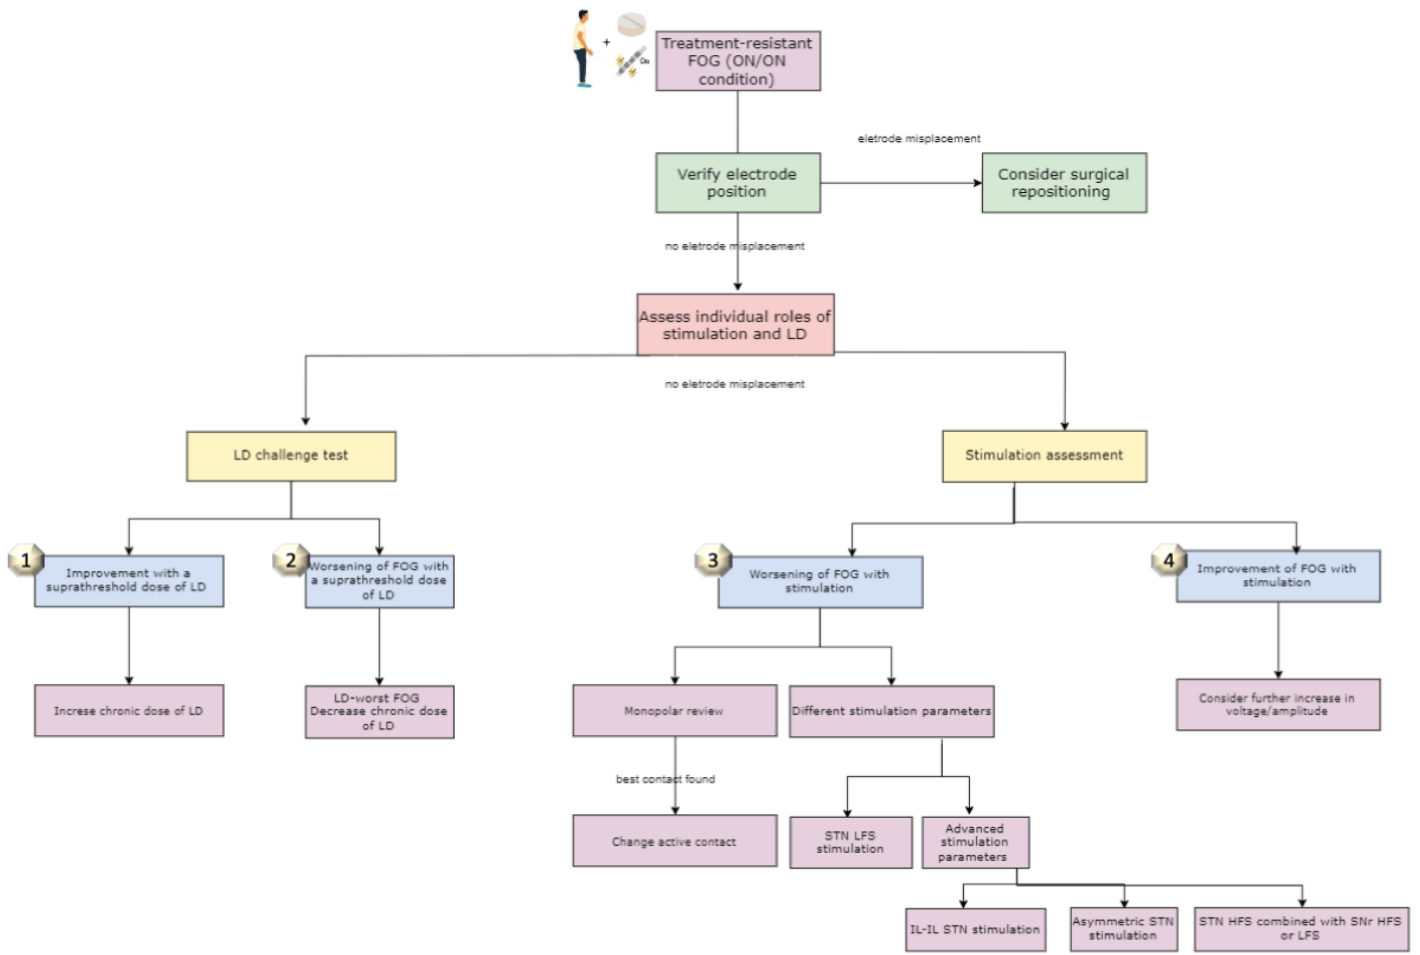 +
On
Treatment-resistant
FOG (ON/ON
condition)
eletrode misplacement
Verify electrode
position
Consider surgical
repositioning
no eletrode misplacement
Assess individual roles of
stimulation and LD
no eletrode misplacement
LD challenge test
Stimulation assessment
1
Improvement with a
suprathreshold dose of LD
2
Worsening of FOG with
a suprathreshold dose
of LD
3
Worsening of FOG with
stimulation
4
Improvement of FOG with
stimulation
Increse chronic dose of LD
LD-worst FOG
Decrease chronic dose
of LD
Monopolar review
Different stimulation parameters
Consider further increase in
voltage/amplitude
best contact found
Change active contact
STN LFS
stimulation
Advanced
stimulation
parameters
IL-IL STN stimulation
Asymmetric STN
stimulation
STN HFS combined with SNr HFS
or LFS